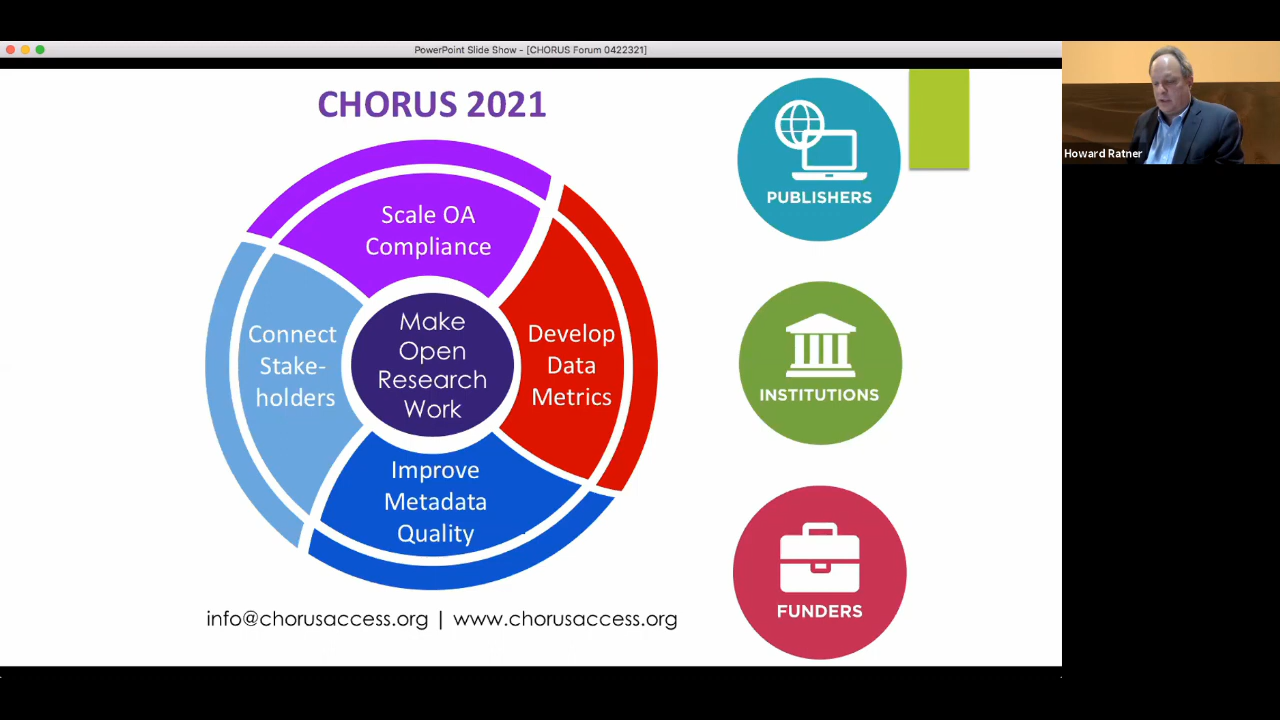 PowerPoint Slide Show - [CHORUS Forum 0422321]
CHORUS 2021
Scale OA
Compliance
Develop
Data
Metrics
Improve
Metadata
Quality
Connect
Stake-
holders
Make
Open
Research
Work
info@chorusaccess.org | www.chorusaccess.org
PUBLISHERS
INSTITUTIONS
FUNDERS
Howard Ratner